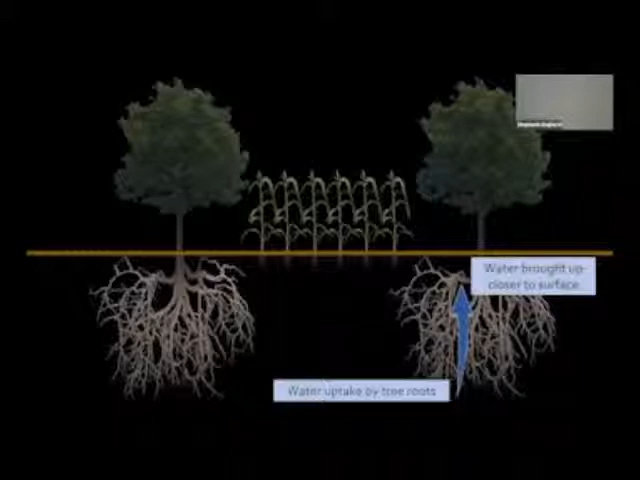 Water brought up
closer to surface
Water uptake by tree roots